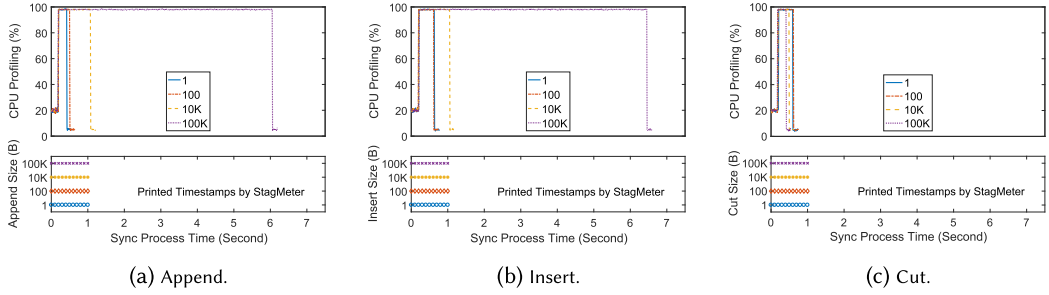 100
80
60
40
20
0
CPU Profiling (%)
1
100
10K
100K
100K
10K
100
1
Append Size (B)
Printed Timestamps by StagMeter
0 1 2 3 4 5 6 7
Sync Process Time (Second)
(a) Append.
100
80
60
40
20
0
CPU Profiling (%)
1
100
10K
100K
100K
10K
100
1
Insert Size (B)
Printed Timestamps by StagMeter
0 1 2 3 4 5 6 7
Sync Process Time (Second)
(b) Insert.
100
80
60
40
20
0
CPU Profiling (%)
1
100
10K
100K
100K
10K
100
1
Cut Size (B)
Printed Timestamps by StagMeter
0 1 2 3 4 5 6 7
Sync Process Time (Second)
(c) Cut.